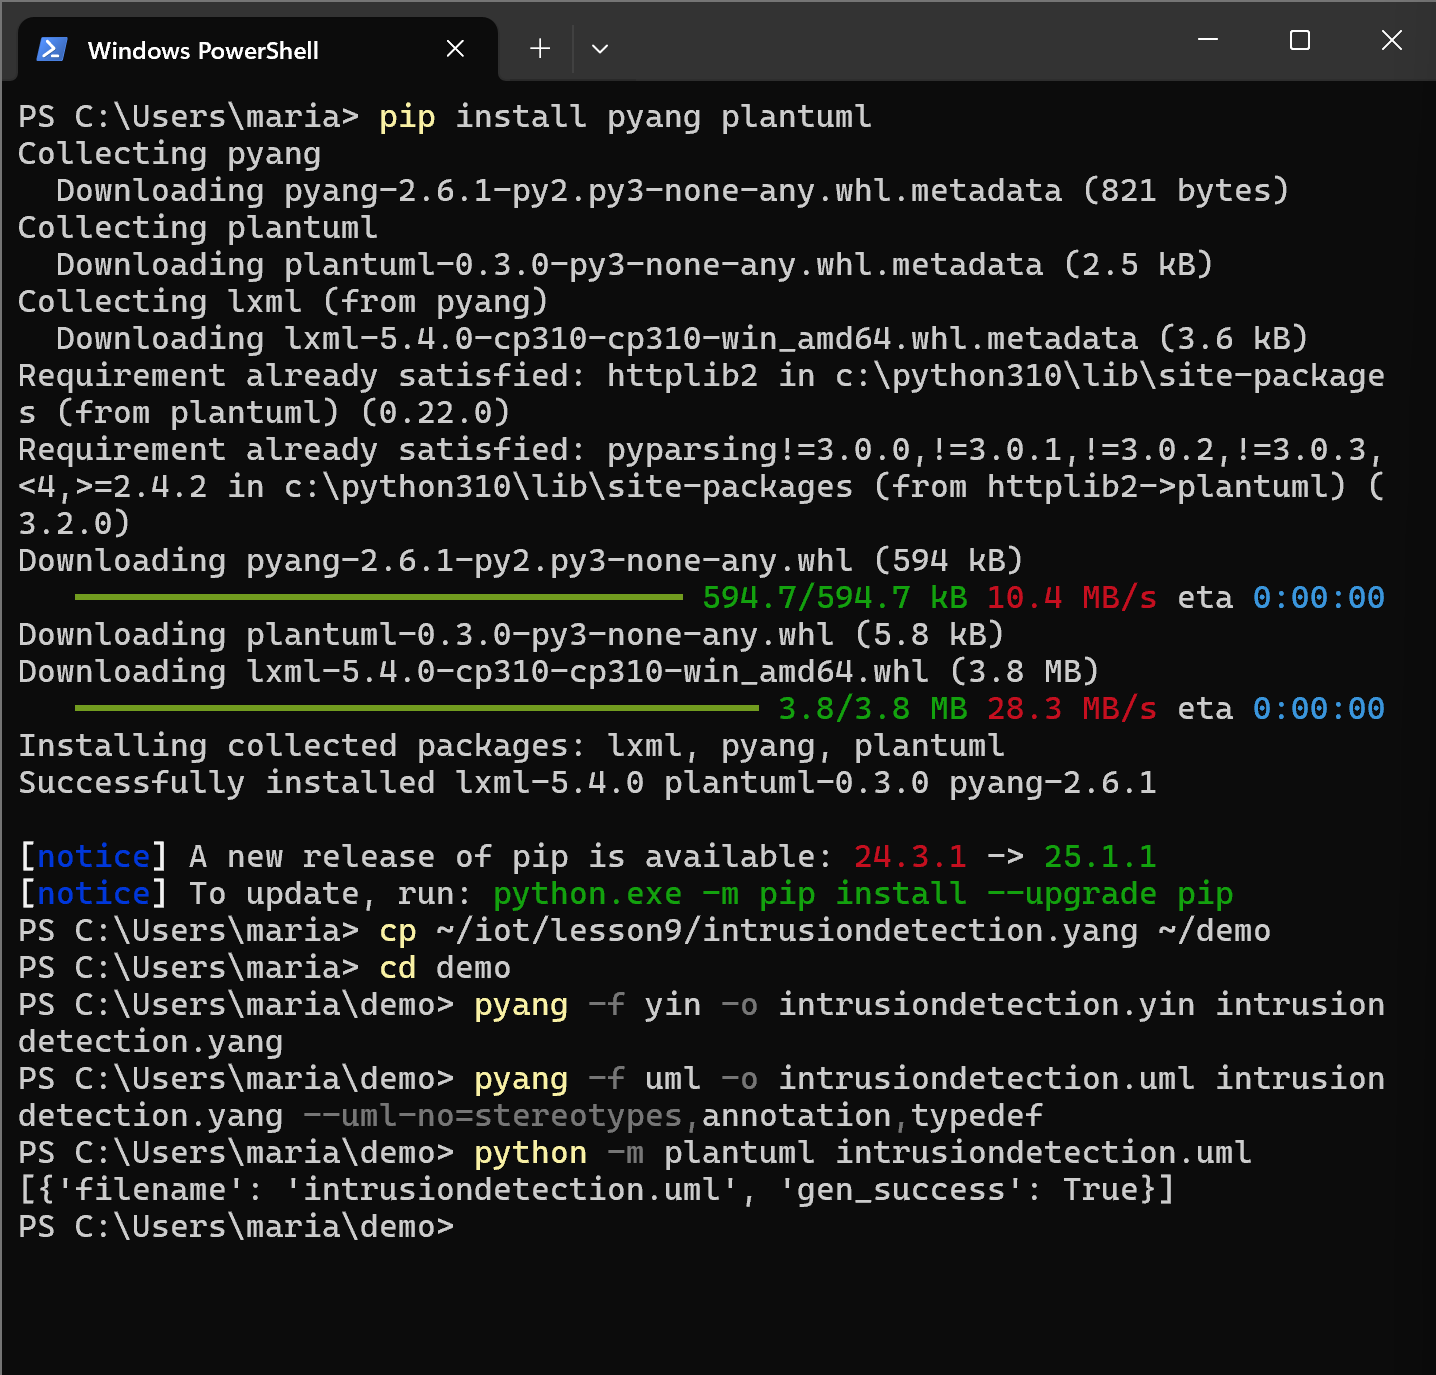 Windows PowerShell
PS C:\Users\maria> pip install pyang plantuml
Collecting pyang
  Downloading pyang-2.6.1-py2.py3-none-any.whl.metadata (821 bytes)
Collecting plantuml
  Downloading plantuml-0.3.0-py3-none-any.whl.metadata (2.5 kB)
Collecting lxml (from pyang)
  Downloading lxml-5.4.0-cp310-cp310-win_amd64.whl.metadata (3.6 kB)
Requirement already satisfied: httplib2 in c:\python310\lib\site-package
s (from plantuml) (0.22.0)
Requirement already satisfied: pyparsing!=3.0.0,!=3.0.1,!=3.0.2,!=3.0.3,
<4,>=2.4.2 in c:\python310\lib\site-packages (from httplib2->plantuml) (
3.2.0)
Downloading pyang-2.6.1-py2.py3-none-any.whl (594 kB)
594.7/594.7 kB 10.4 MB/s eta 0:00:00
Downloading plantuml-0.3.0-py3-none-any.whl (5.8 kB)
Downloading lxml-5.4.0-cp310-cp310-win_amd64.whl (3.8 MB)
3.8/3.8 MB 28.3 MB/s eta 0:00:00
Installing collected packages: lxml, pyang, plantuml
Successfully installed lxml-5.4.0 plantuml-0.3.0 pyang-2.6.1
[notice] A new release of pip is available: 24.3.1 -> 25.1.1
[notice] To update, run: python.exe -m pip install --upgrade pip
PS C:\Users\maria> cp ~/iot/lesson9/intrusiondetection.yang ~/demo
PS C:\Users\maria> cd demo
PS C:\Users\maria\demo> pyang -f yin -o intrusiondetection.yin intrusion
detection.yang
PS C:\Users\maria\demo> pyang -f uml -o intrusiondetection.uml intrusion
detection.yang --uml-no=stereotypes,annotation,typedef
PS C:\Users\maria\demo> python -m plantuml intrusiondetection.uml
[{'filename': 'intrusiondetection.uml', 'gen_success': True}]
PS C:\Users\maria\demo>